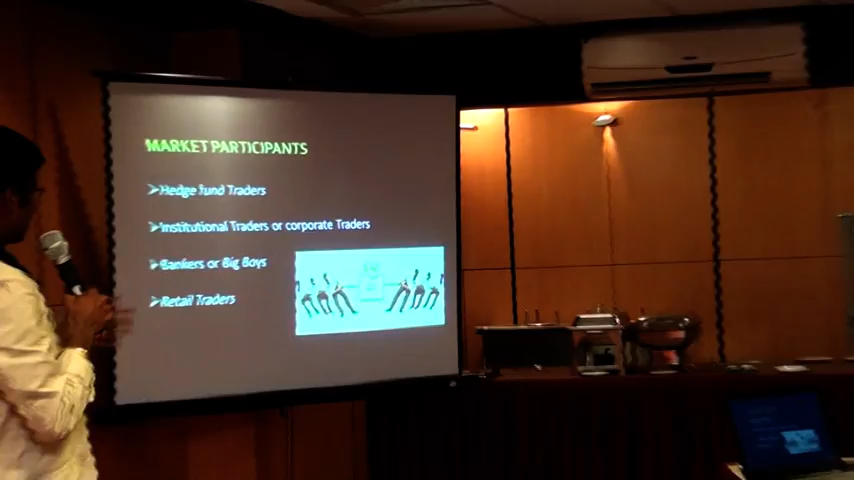 MARKET PARTICIPANTS
➢Hedge fund Traders
➢Institutional Traders or corporate Traders
➢Bankers or Big Boys
➢Retail Traders